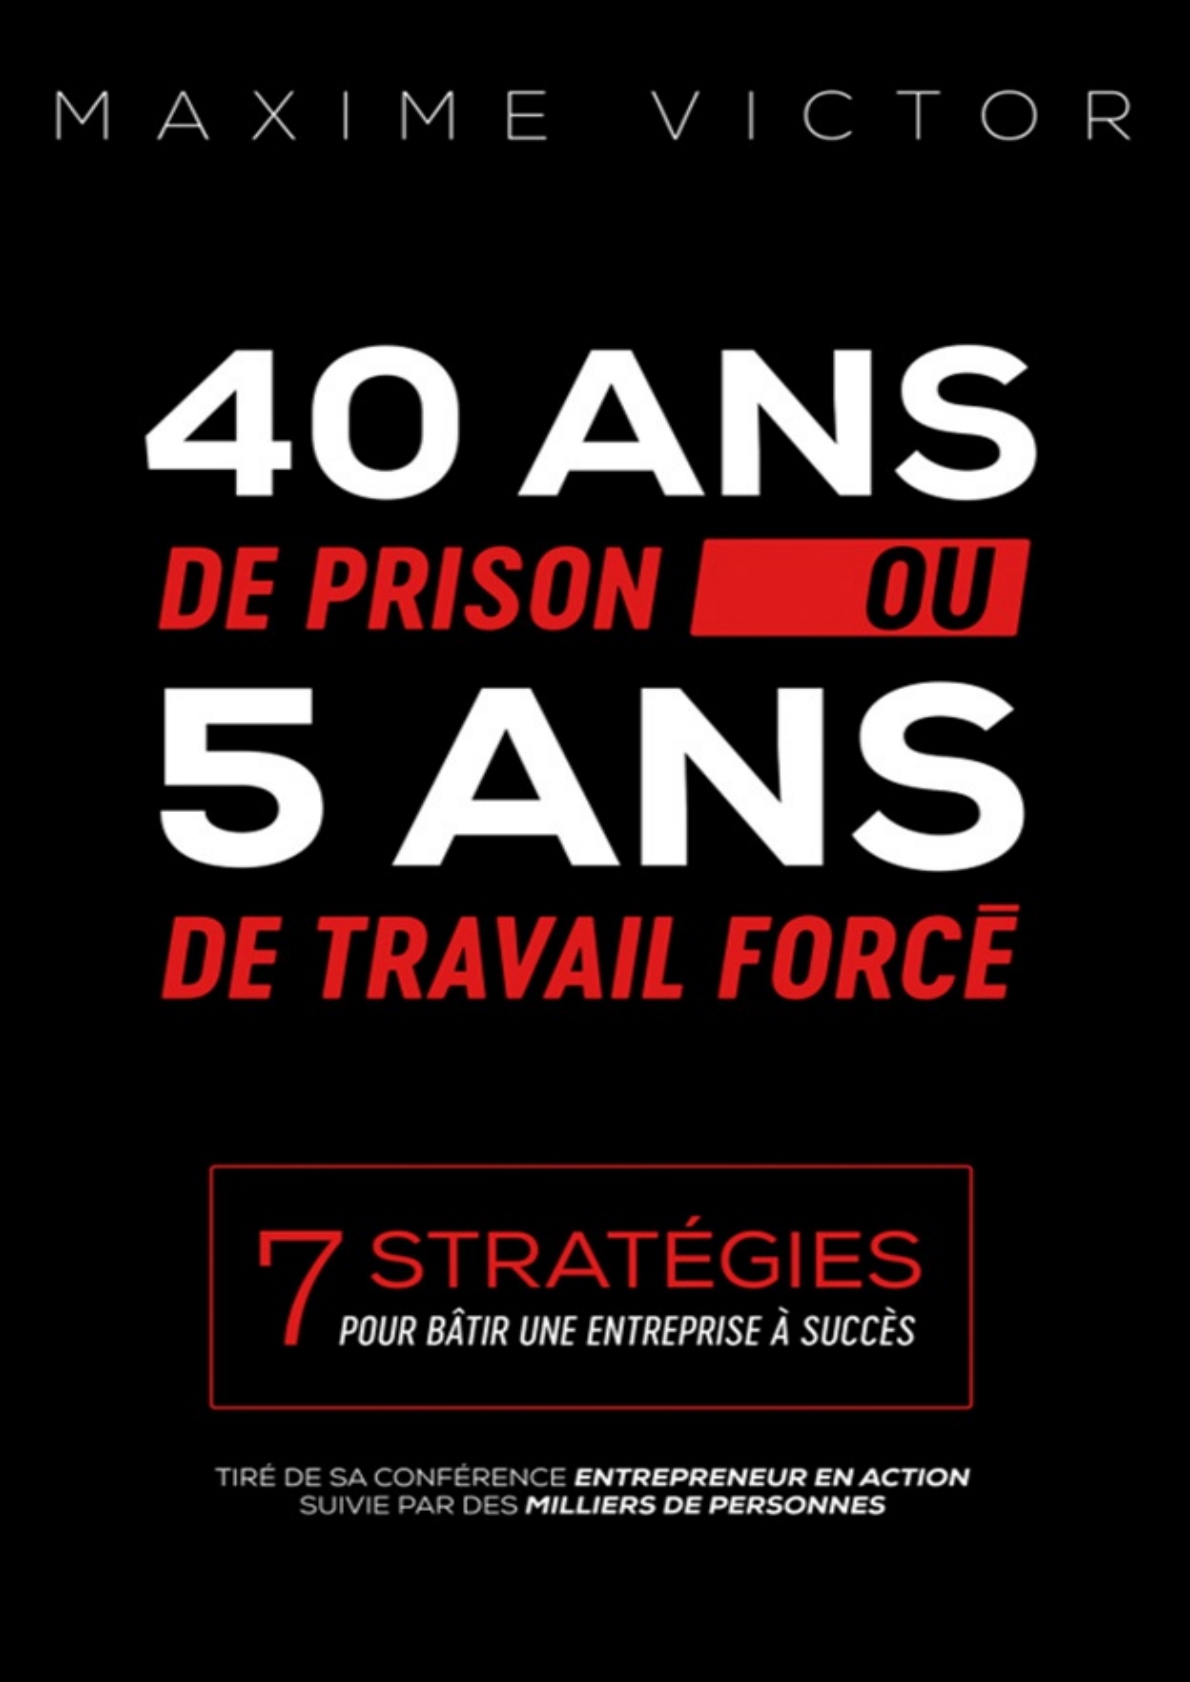 MAXIME VICTOR
40 ANS
DE PRISON OU
5 ANS
DE TRAVAIL FORCÉ
7 STRATÉGIES
POUR BÂTIR UNE ENTREPRISE À SUCCÈS
TIRÉ DE SA CONFÉRENCE ENTREPRENEUR EN ACTION
SUIVIE PAR DES MILLIERS DE PERSONNES